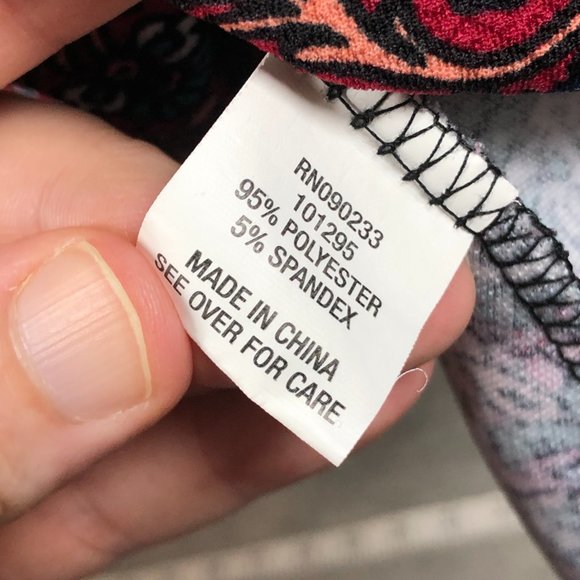 RN090233
101295
95% POLYESTER
5% SPANDEX
MADE IN CHINA
SEE OVER FOR CARE